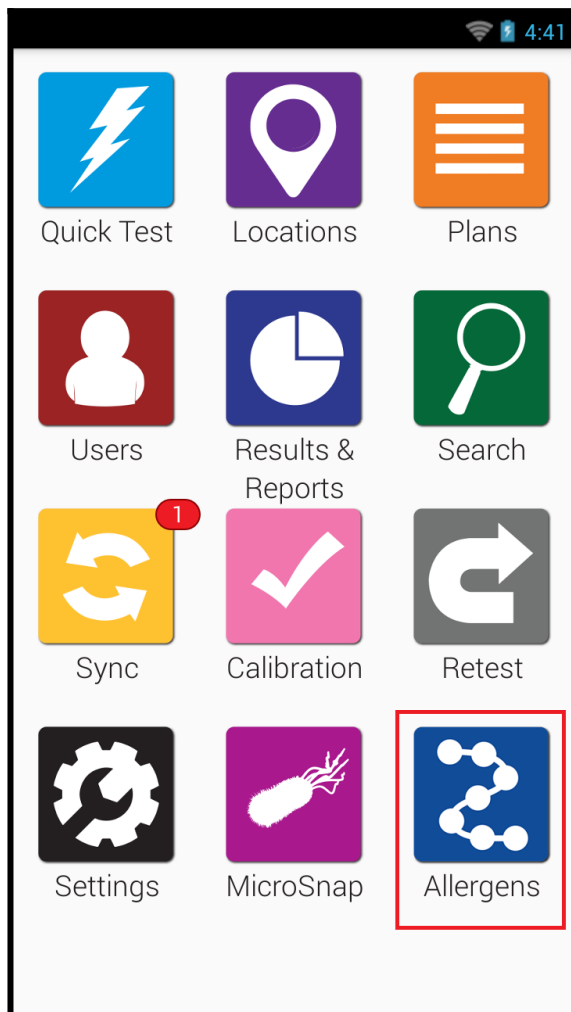 4:41
Quick Test
Locations
Plans
Users
Results &
Reports
Search
1
Sync
Calibration
Retest
Settings
MicroSnap
Allergens